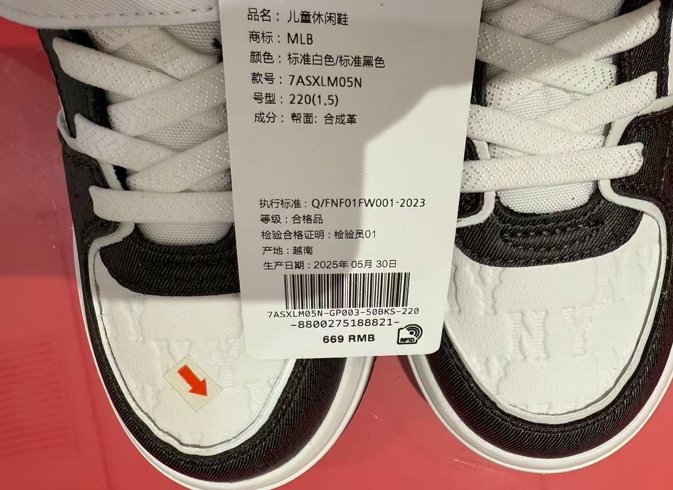 品名：儿童休闲鞋
商标：MLB
颜色：标准白色/标准黑色
款号：7ASXLM05N
号型：220(1.5)
成分：帮面：合成革
执行标准：Q/FNF01FW001-2023
等级：合格品
检验合格证明：检验员01
产地：越南
生产日期：2025年 05月 30日
7ASXLM05N-GP003-50BKS-220
-8800275188821-
669 RMB
RFID
NY